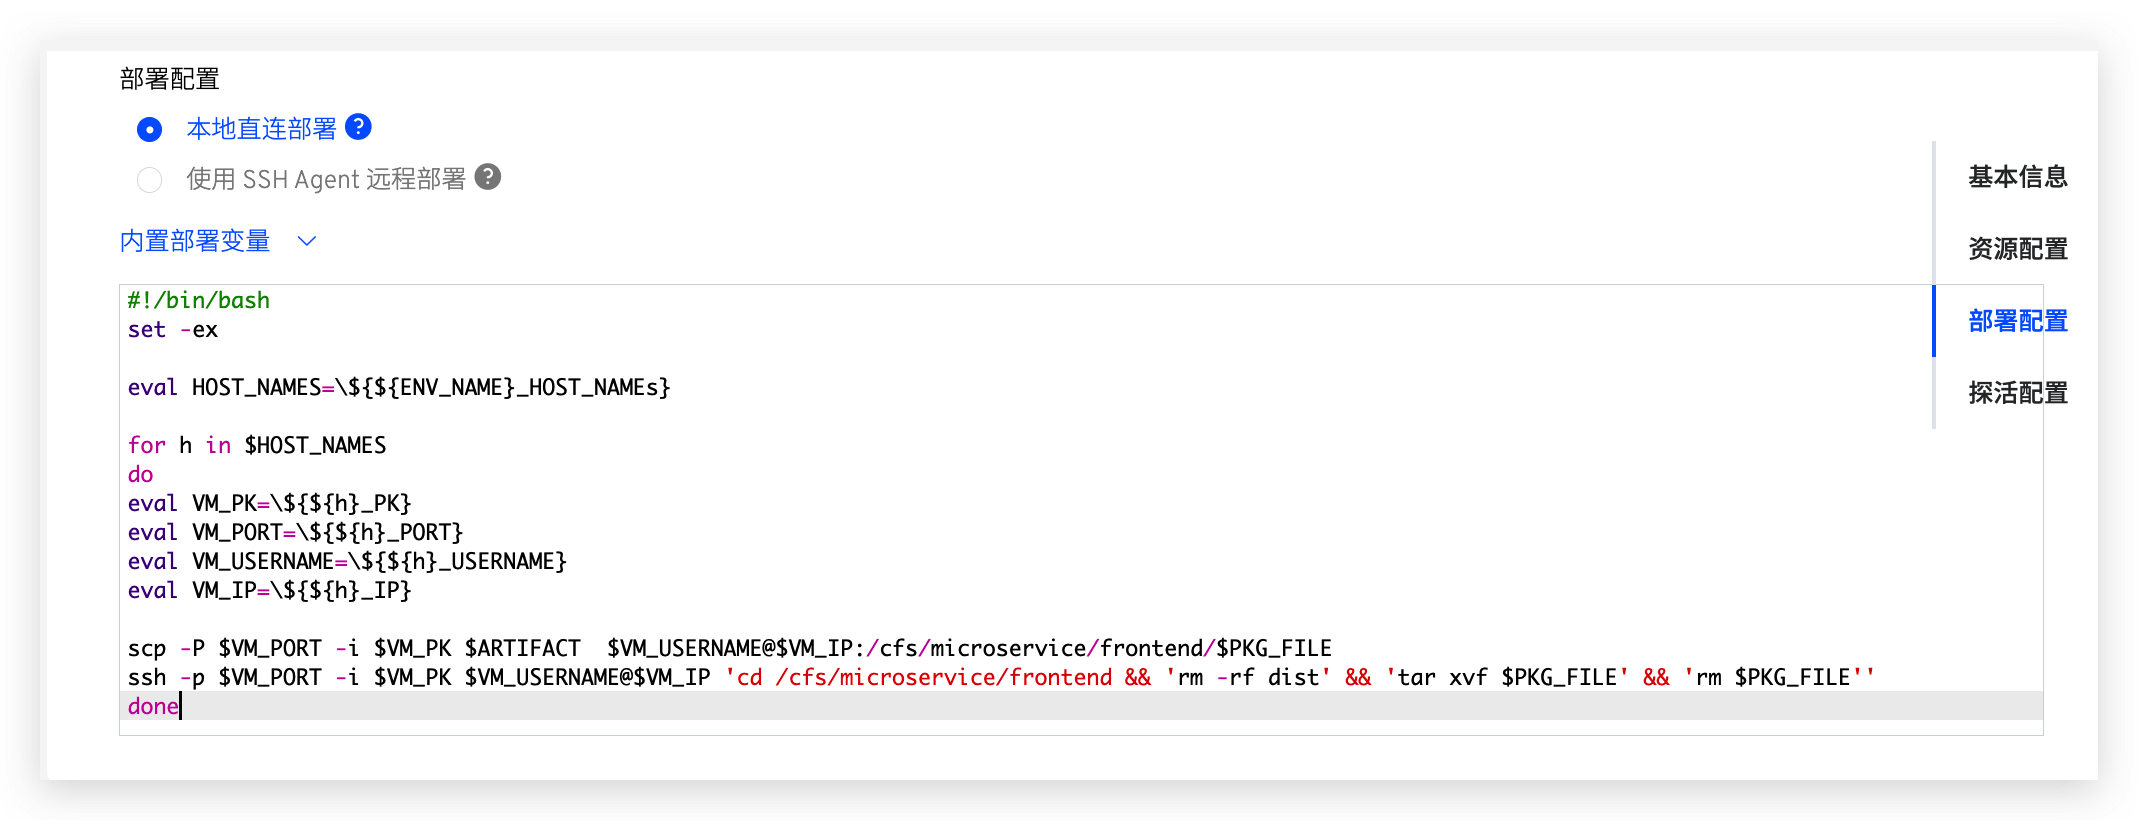 部署配置
本地直连部署 ?
使用 SSH Agent 远程部署 ?
内置部署变量
#!/bin/bash
set -ex
eval HOST_NAMES=\${${ENV_NAME}_HOST_NAMEs}
for h in $HOST_NAMES
do
eval VM_PK=\${${h}_PK}
eval VM_PORT=\${${h}_PORT}
eval VM_USERNAME=\${${h}_USERNAME}
eval VM_IP=\${${h}_IP}
scp -P $VM_PORT -i $VM_PK $ARTIFACT  $VM_USERNAME@$VM_IP:/cfs/microservice/frontend/$PKG_FILE
ssh -p $VM_PORT -i $VM_PK $VM_USERNAME@$VM_IP 'cd /cfs/microservice/frontend && 'rm -rf dist' && 'tar xvf $PKG_FILE' && 'rm $PKG_FILE''
done
基本信息
资源配置
部署配置
探活配置